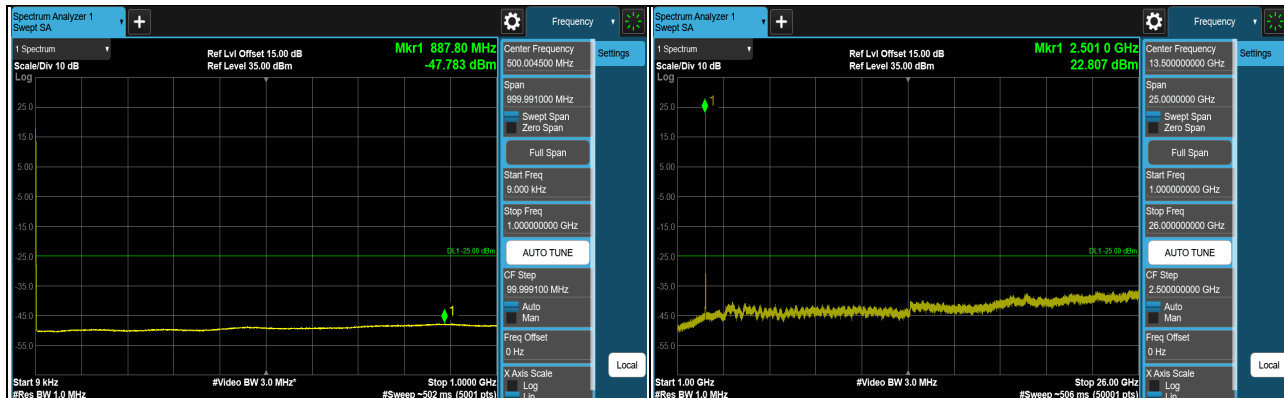 Spectrum Analyzer 1
Swept SA
+
Frequency
1 Spectrum
Scale/Div 10 dB
Log
Ref Lvl Offset 15.00 dB
Ref Level 35.00 dBm
Mkr1 887.80 MHz
-47.783 dBm
25.0
15.0
5.00
-5.00
-15.0
-25.0
-35.0
-45.0
-55.0
DL1 -25.00 dBm
1
Start 9 kHz
#Res BW 1.0 MHz
#Video BW 3.0 MHz*
Stop 1.0000 GHz
#Sweep ~502 ms (5001 pts)
Center Frequency
500.004500 MHz
Settings
Span
999.991000 MHz
Swept Span
Zero Span
Full Span
Start Freq
9.000 kHz
Stop Freq
1.000000000 GHz
AUTO TUNE
CF Step
99.999100 MHz
Auto
Man
Freq Offset
0 Hz
X Axis Scale
Log
Lin
Local
Spectrum Analyzer 1
Swept SA
+
Frequency
1 Spectrum
Scale/Div 10 dB
Log
Ref Lvl Offset 15.00 dB
Ref Level 35.00 dBm
Mkr1 2.501 0 GHz
22.807 dBm
25.0
15.0
5.00
-5.00
-15.0
-25.0
-35.0
-45.0
-55.0
1
DL1 -25.00 dBm
Start 1.00 GHz
#Res BW 1.0 MHz
#Video BW 3.0 MHz
Stop 26.00 GHz
#Sweep ~506 ms (50001 pts)
Center Frequency
13.500000000 GHz
Settings
Span
25.0000000 GHz
Swept Span
Zero Span
Full Span
Start Freq
1.000000000 GHz
Stop Freq
26.000000000 GHz
AUTO TUNE
CF Step
2.500000000 GHz
Auto
Man
Freq Offset
0 Hz
X Axis Scale
Log
Lin
Local